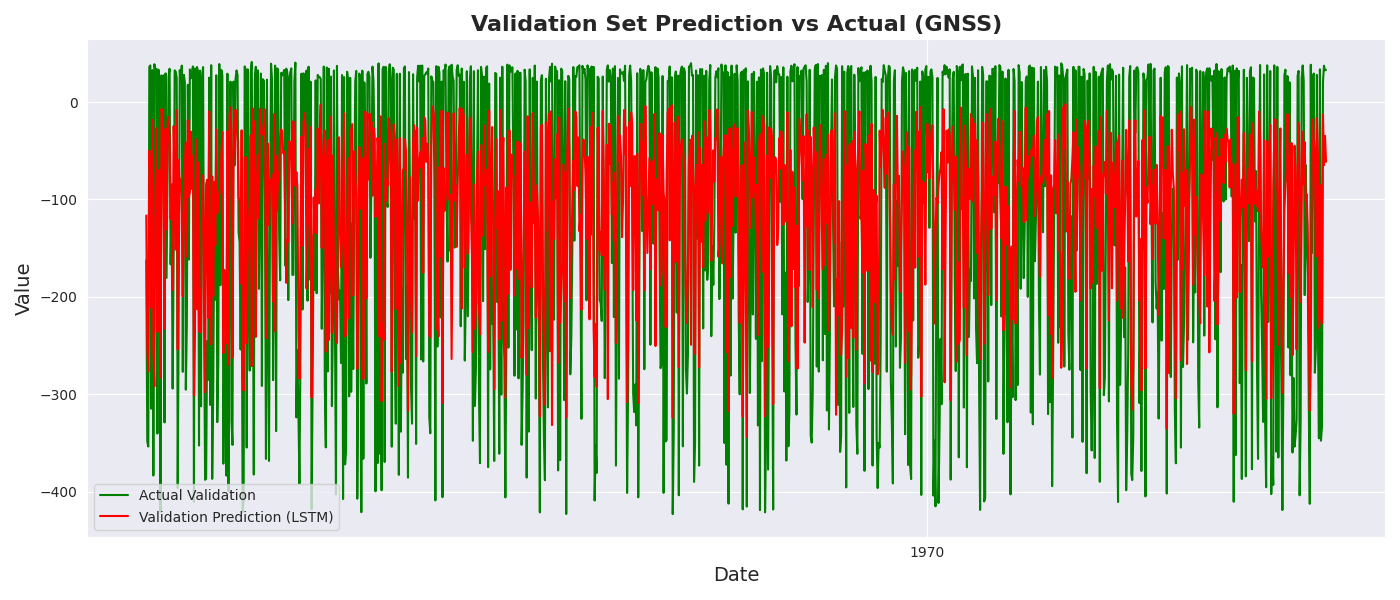 Validation Set Prediction vs Actual (GNSS)
Value
0
−100
−200
−300
−400
Actual Validation
Validation Prediction (LSTM)
1970
Date